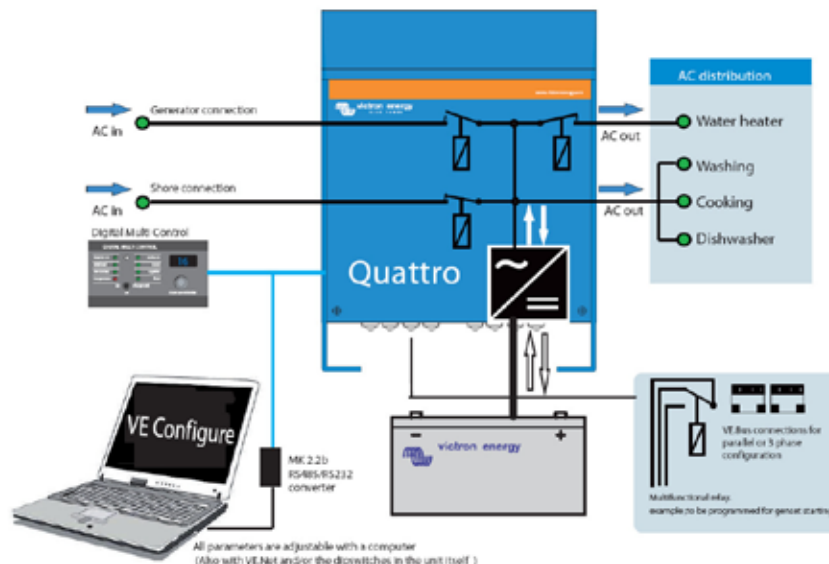 Generator connection
AC in
victron energy
AC out
AC distribution
Water heater
Washing
Cooking
Dishwasher
Shore connection
AC in
AC out
Digital Multi Control
DIGITAL MULTI CONTROL
Quattro
VE Configure
MK 2.2b
RS485/RS232
converter
victron energy
VE.Bus connections for
parallel or 3 phase
configuration
Multifunctional relay:
example: to be programmed for genset starting
All parameters are adjustable with a computer
(Also with VE.Net and/or the dipswitches in the unit itself.)